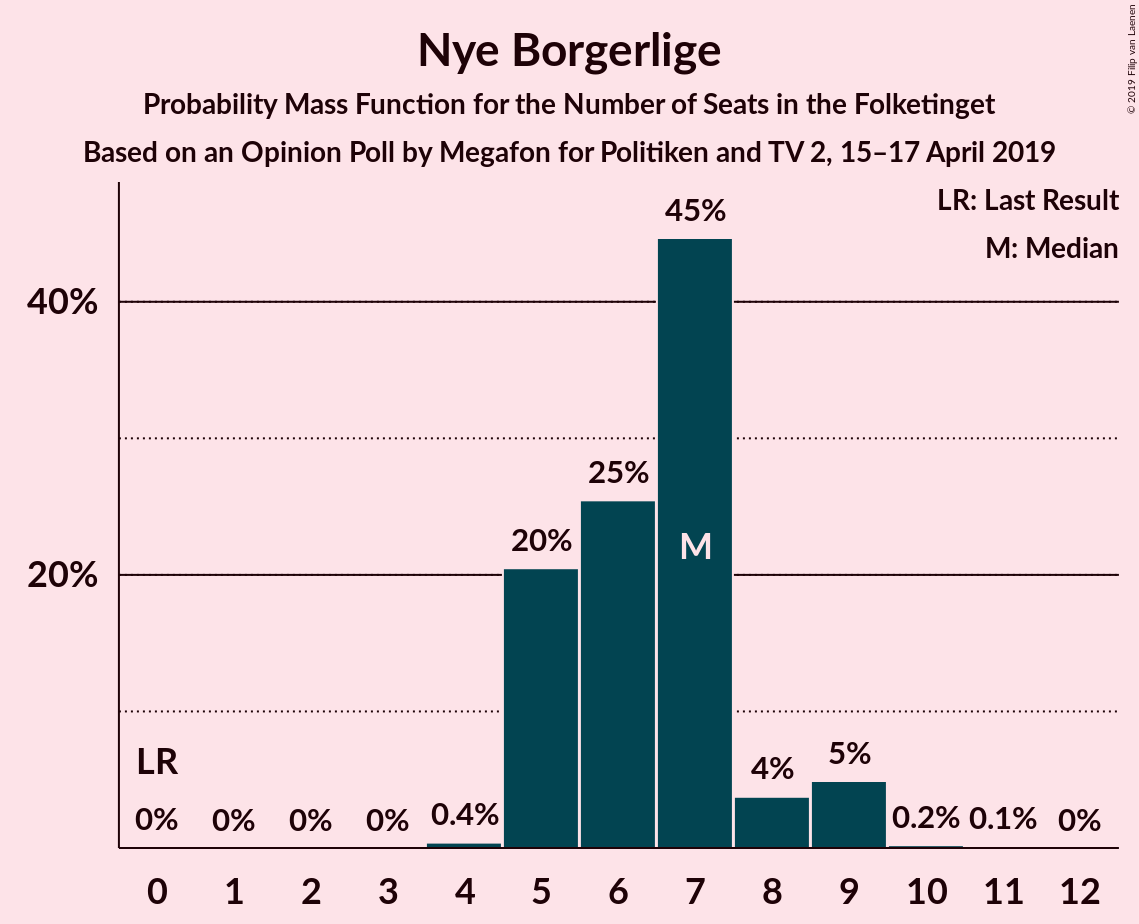 Nye Borgerlige
Probability Mass Function for the Number of Seats in the Folketinget
Based on an Opinion Poll by Megafon for Politiken and TV 2, 15–17 April 2019
© 2019 Filip van Laenen
LR: Last Result
M: Median
45%
40%
25%
20%
M
20%
LR
0%
0%
0%
0%
0.4%
4%
5%
0.2%
0.1%
0%
0 1 2 3 4 5 6 7 8 9 10 11 12